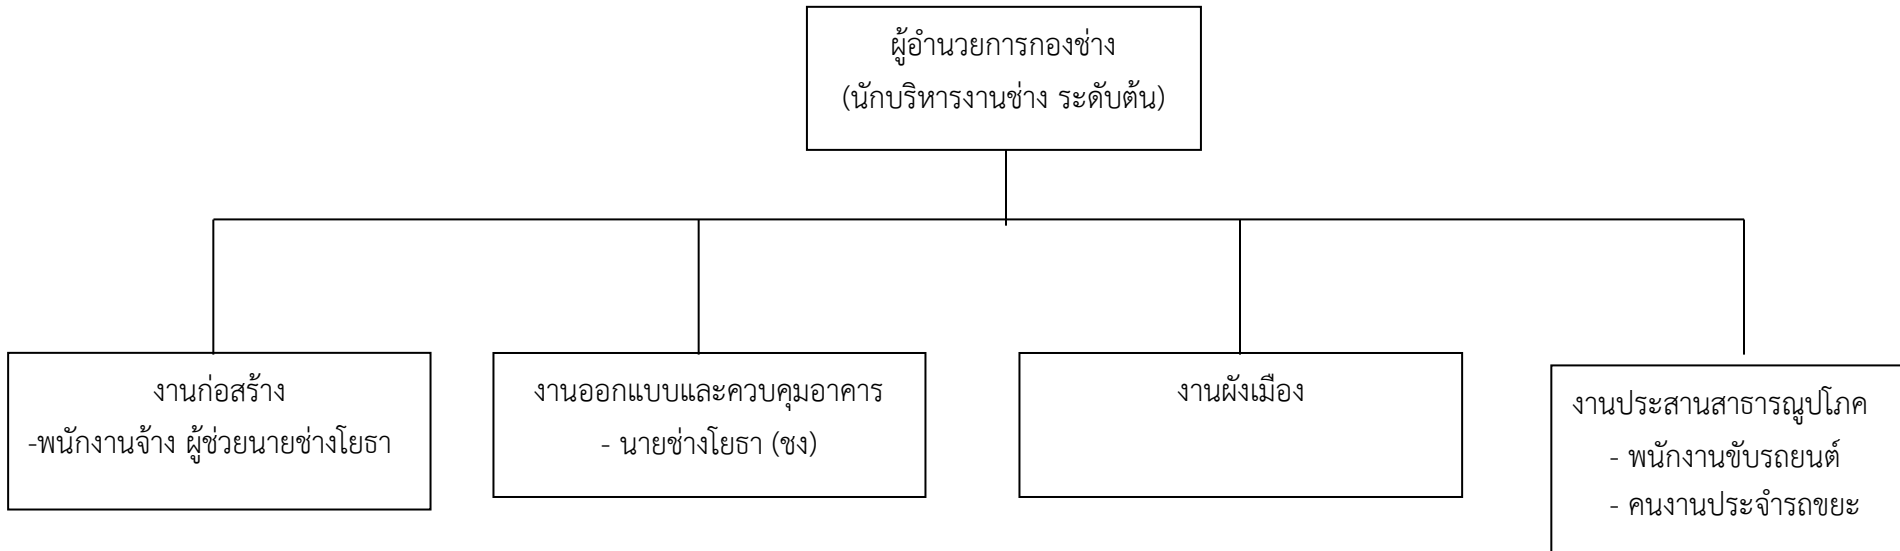 ผู้อำนวยการกองช่าง
(นักบริหารงานช่าง ระดับต้น)
งานก่อสร้าง
-พนักงานจ้าง ผู้ช่วยนายช่างโยธา
งานออกแบบและควบคุมอาคาร
- นายช่างโยธา (ชง)
งานผังเมือง
งานประสานสาธารณูปโภค
- พนักงานขับรถยนต์
- คนงานประจำรถขยะ